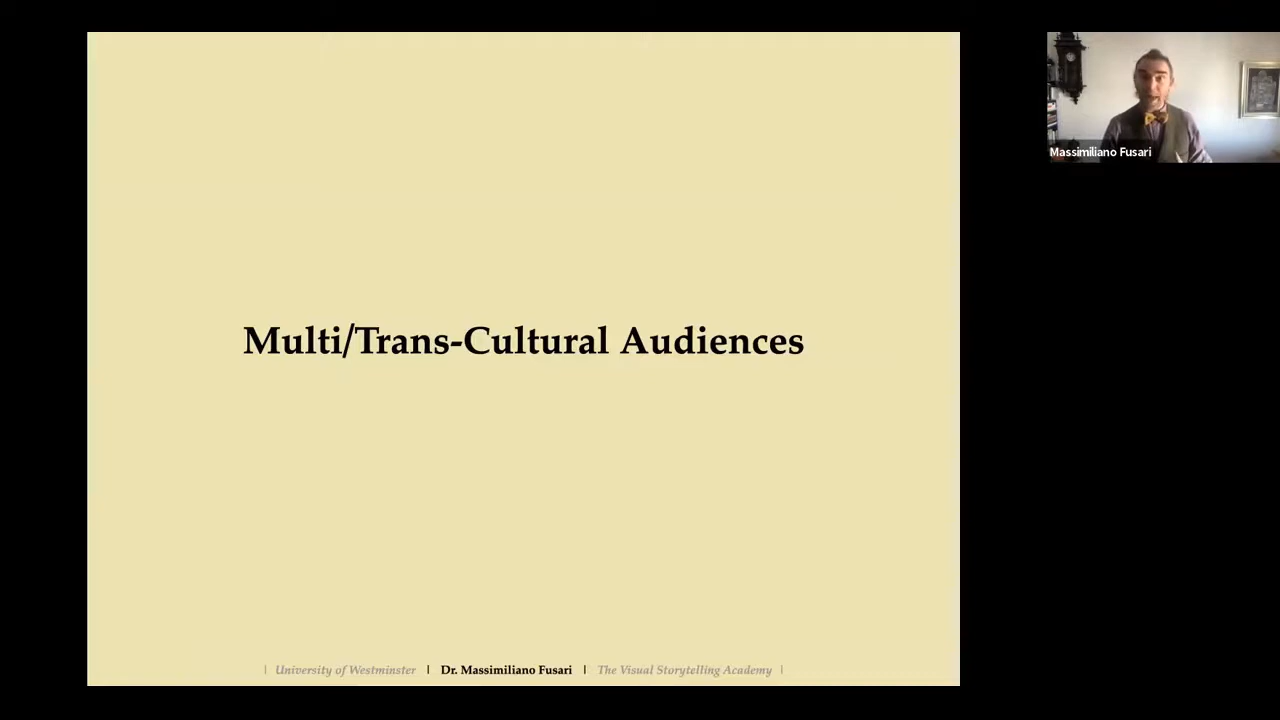 Massimiliano Fusari
Multi/Trans-Cultural Audiences
| University of Westminster | Dr. Massimiliano Fusari | The Visual Storytelling Academy |